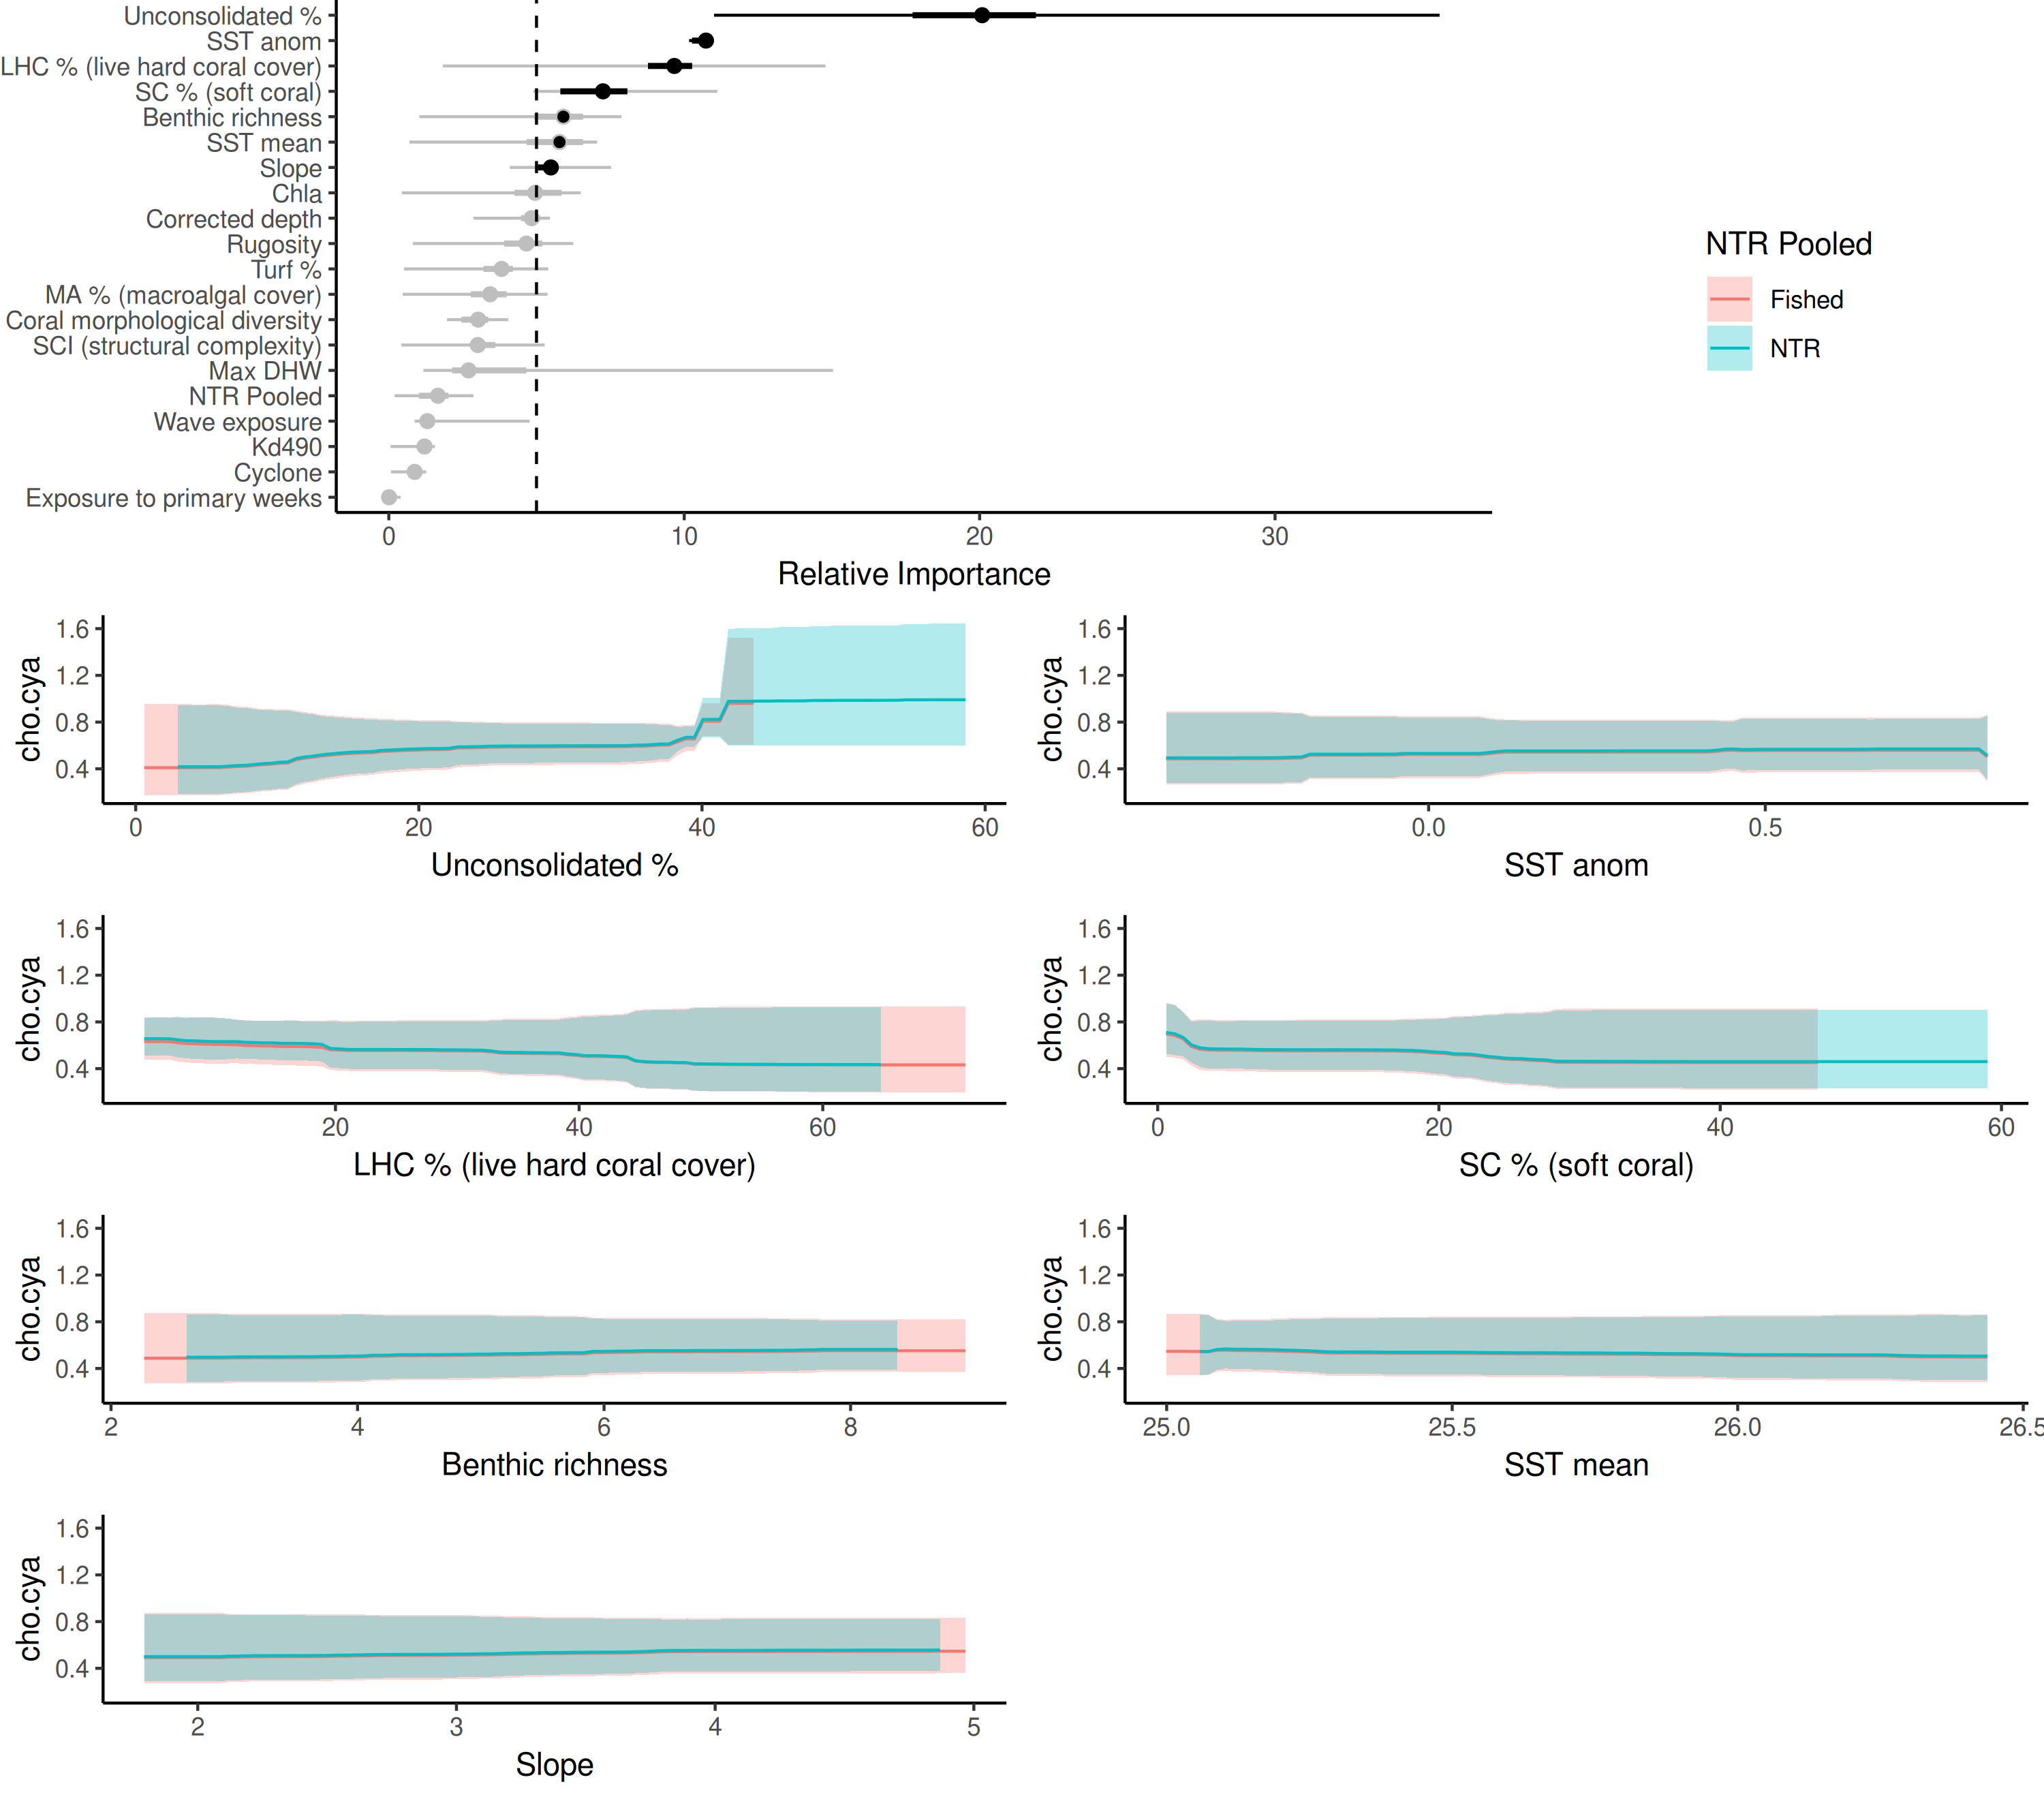 Unconsolidated %
SST anom
LHC % (live hard coral cover)
SC % (soft coral)
Benthic richness
SST mean
Slope
Chla
Corrected depth
Rugosity
Turf %
MA % (macroalgal cover)
Coral morphological diversity
SCI (structural complexity)
Max DHW
NTR Pooled
Wave exposure
Kd490
Cyclone
Exposure to primary weeks
0 10 20 30
Relative Importance
NTR Pooled
Fished
NTR
cho.cya
1.6
1.2
0.8
0.4
0 20 40 60
Unconsolidated %
cho.cya
1.6
1.2
0.8
0.4
0.0 0.5
SST anom
cho.cya
1.6
1.2
0.8
0.4
20 40 60
LHC % (live hard coral cover)
cho.cya
1.6
1.2
0.8
0.4
0 20 40 60
SC % (soft coral)
cho.cya
1.6
1.2
0.8
0.4
2 4 6 8
Benthic richness
cho.cya
1.6
1.2
0.8
0.4
25.0 25.5 26.0 26.5
SST mean
cho.cya
1.6
1.2
0.8
0.4
2 3 4 5
Slope